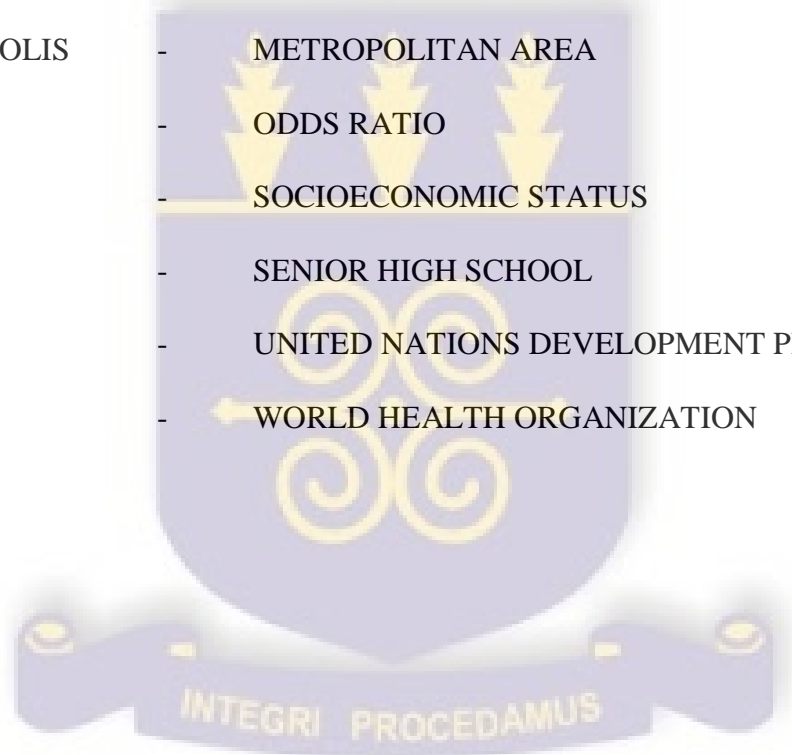 OLIS - METROPOLITAN AREA
- ODDS RATIO
- SOCIOECONOMIC STATUS
- SENIOR HIGH SCHOOL
- UNITED NATIONS DEVELOPMENT P
- WORLD HEALTH ORGANIZATION
INTEGRI PROCEDAMUS